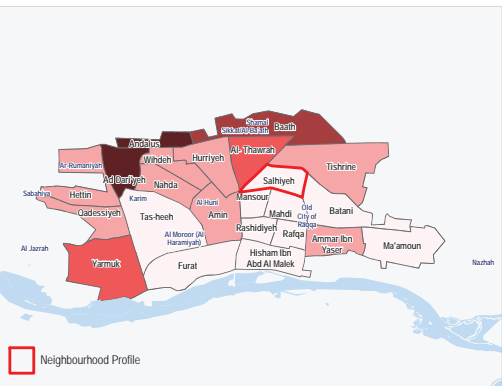 Shamal
Sikkat Al Baath
Baath
Andalus
Al- Thawrah
Hurriyeh
Wihdeh
Ar-Rumaniyah
Tishrine
Ad Dariyeh
Nahda
Salhiyeh
Sabahiya
Hettin
Karim
Al-Huni
Mansour
Qadessiyeh
Tas-heeh
Amin
Mahdi
Old
City of
Raqqa
Batani
Rashidiyeh
Rafqa
Al Moroor (Al
Haramiyah)
Ammar Ibn
Yaser
Ma'amoun
Al Jazrah
Hisham Ibn
Abd Al Malek
Yarmuk
Furat
Nazhah
Neighbourhood Profile